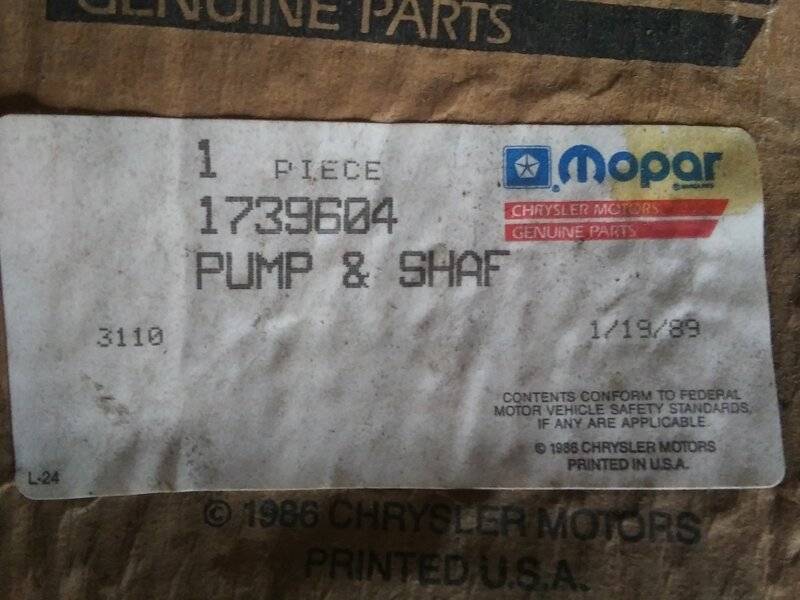 GENUINE PARTS
1 PIECE
1739604
PUMP & SHAF
Mopar
CHRYSLER MOTORS
GENUINE PARTS
3110
1/19/89
CONTENTS CONFORM TO FEDERAL
MOTOR VEHICLE SAFETY STANDARDS,
IF ANY ARE APPLICABLE.
© 1986 CHRYSLER MOTORS
PRINTED IN U.S.A.
L-24
© 1986 CHRYSLER MOTORS
PRINTED U.S.A.